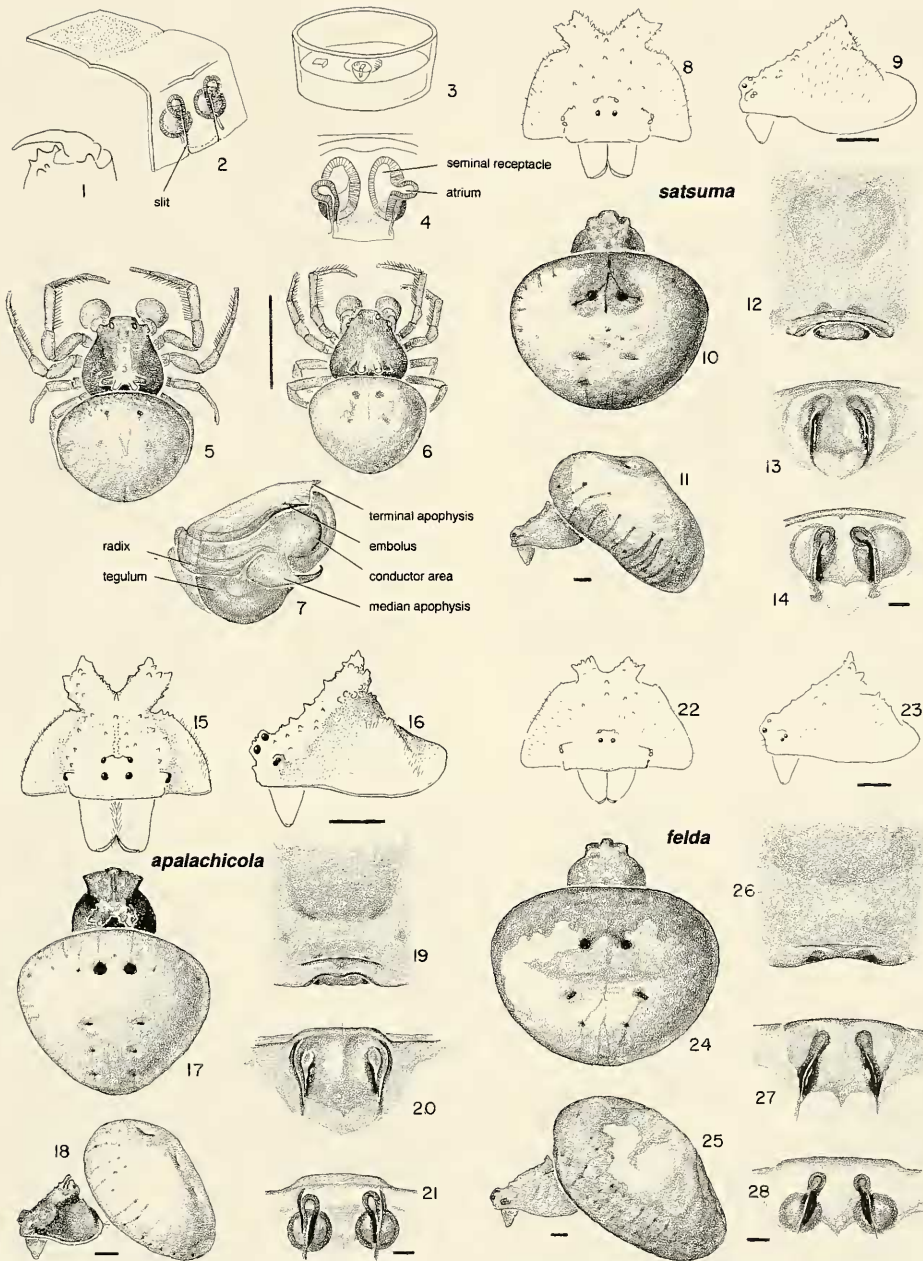 1
2
slit
3
4
seminal receptacle
atrium
5
6
7
terminal apophysis
embolus
conductor area
median apophysis
radix
tegulum
8
9
satsuma
10
11
12
13
14
15
16
apalachicola
17
18
19
20
21
22
23
felda
24
25
26
27
28